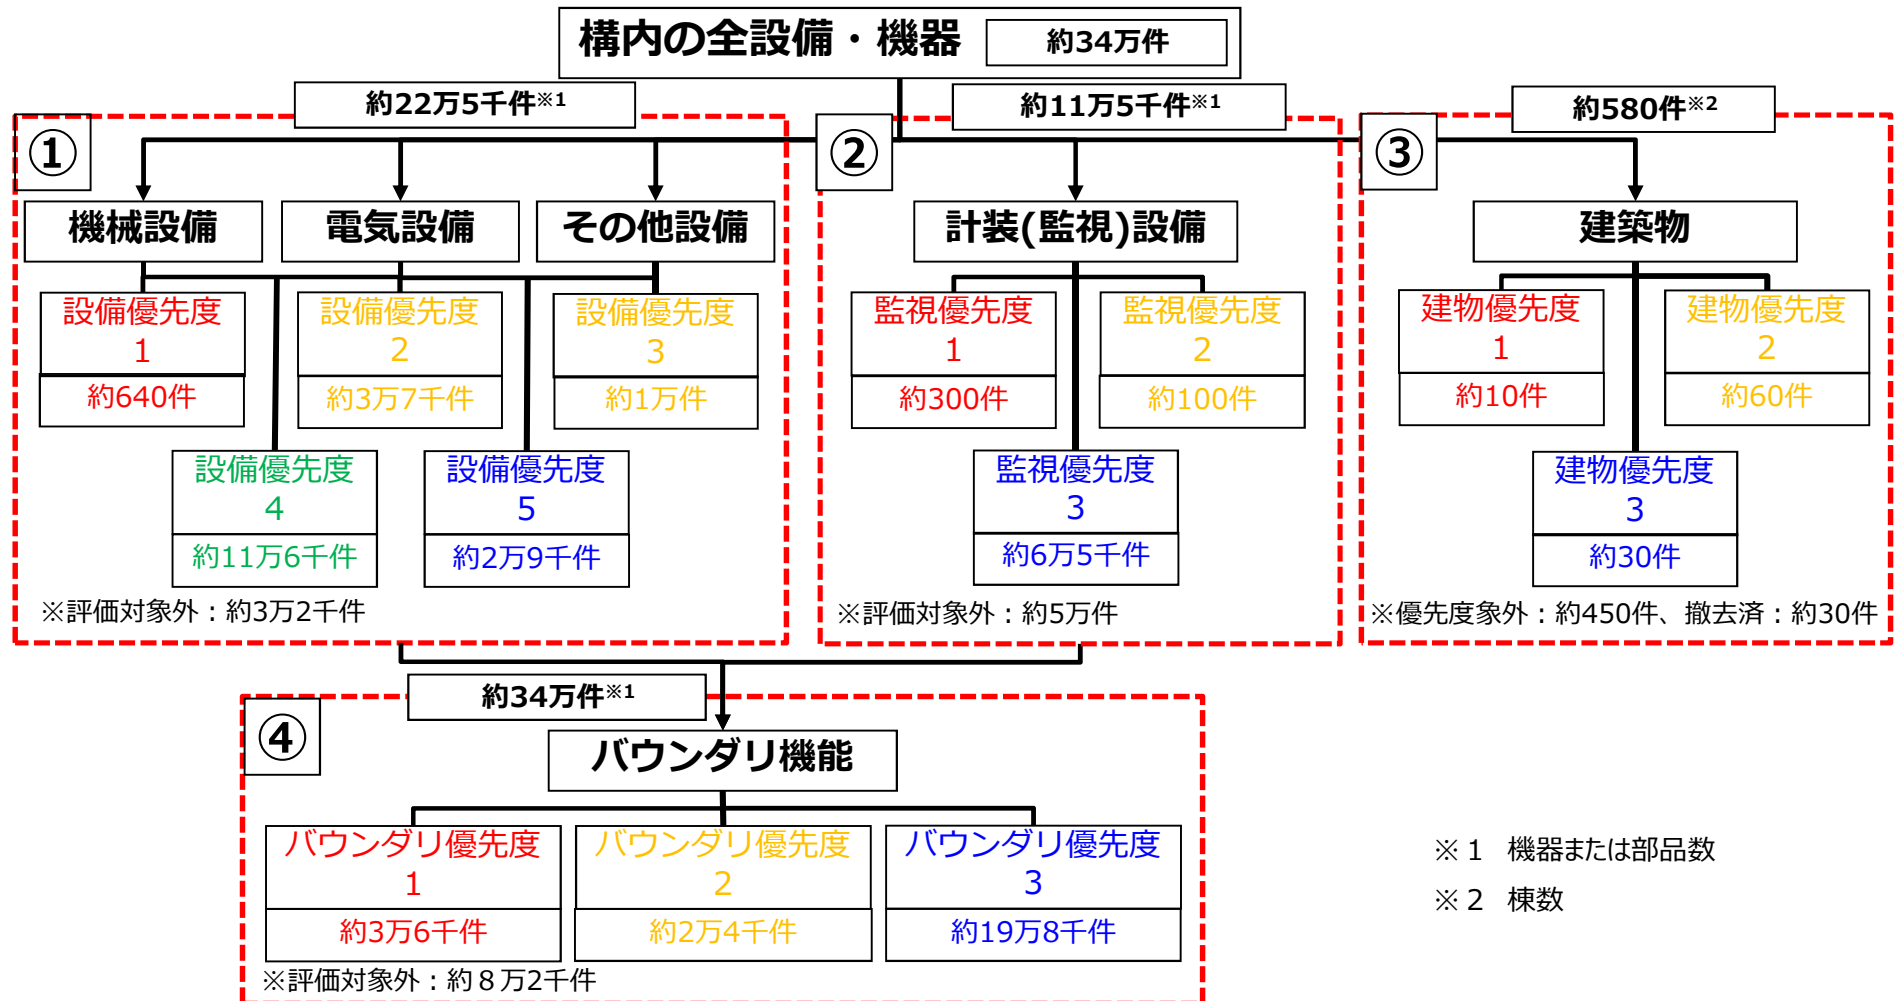 構内の全設備・機器
約34万件
約22万5千件※1
約11万5千件※1
約580件※2
①
②
③
機械設備
電気設備
その他設備
計装(監視)設備
建築物
設備優先度
1
約640件
設備優先度
2
約3万7千件
設備優先度
3
約1万件
設備優先度
4
約11万6千件
設備優先度
5
約2万9千件
※評価対象外：約3万2千件
監視優先度
1
約300件
監視優先度
2
約100件
監視優先度
3
約6万5千件
※評価対象外：約5万件
建物優先度
1
約10件
建物優先度
2
約60件
建物優先度
3
約30件
※優先度象外：約450件、撤去済：約30件
約34万件※1
④
バウンダリ機能
バウンダリ優先度
1
約3万6千件
バウンダリ優先度
2
約2万4千件
バウンダリ優先度
3
約19万8千件
※評価対象外：約８万2千件
※１　機器または部品数
※２　棟数